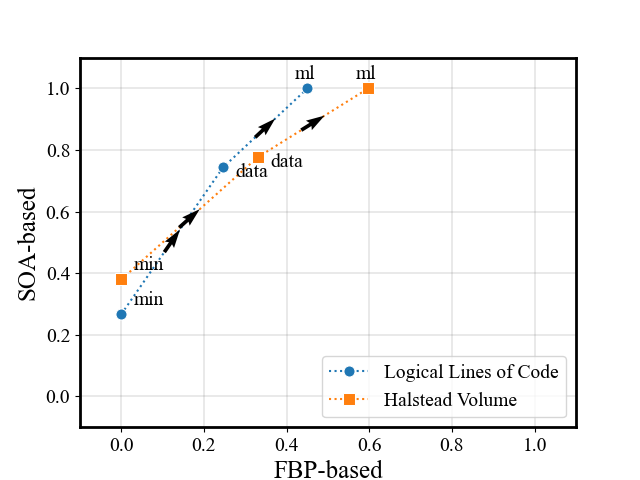 ml ml
1.0
0.8
data
data
0.6
SOA-based
0.4
min
min
0.2
Logical Lines of Code
Halstead Volume
0.0
0.0 0.2 0.4 0.6 0.8 1.0
FBP-based